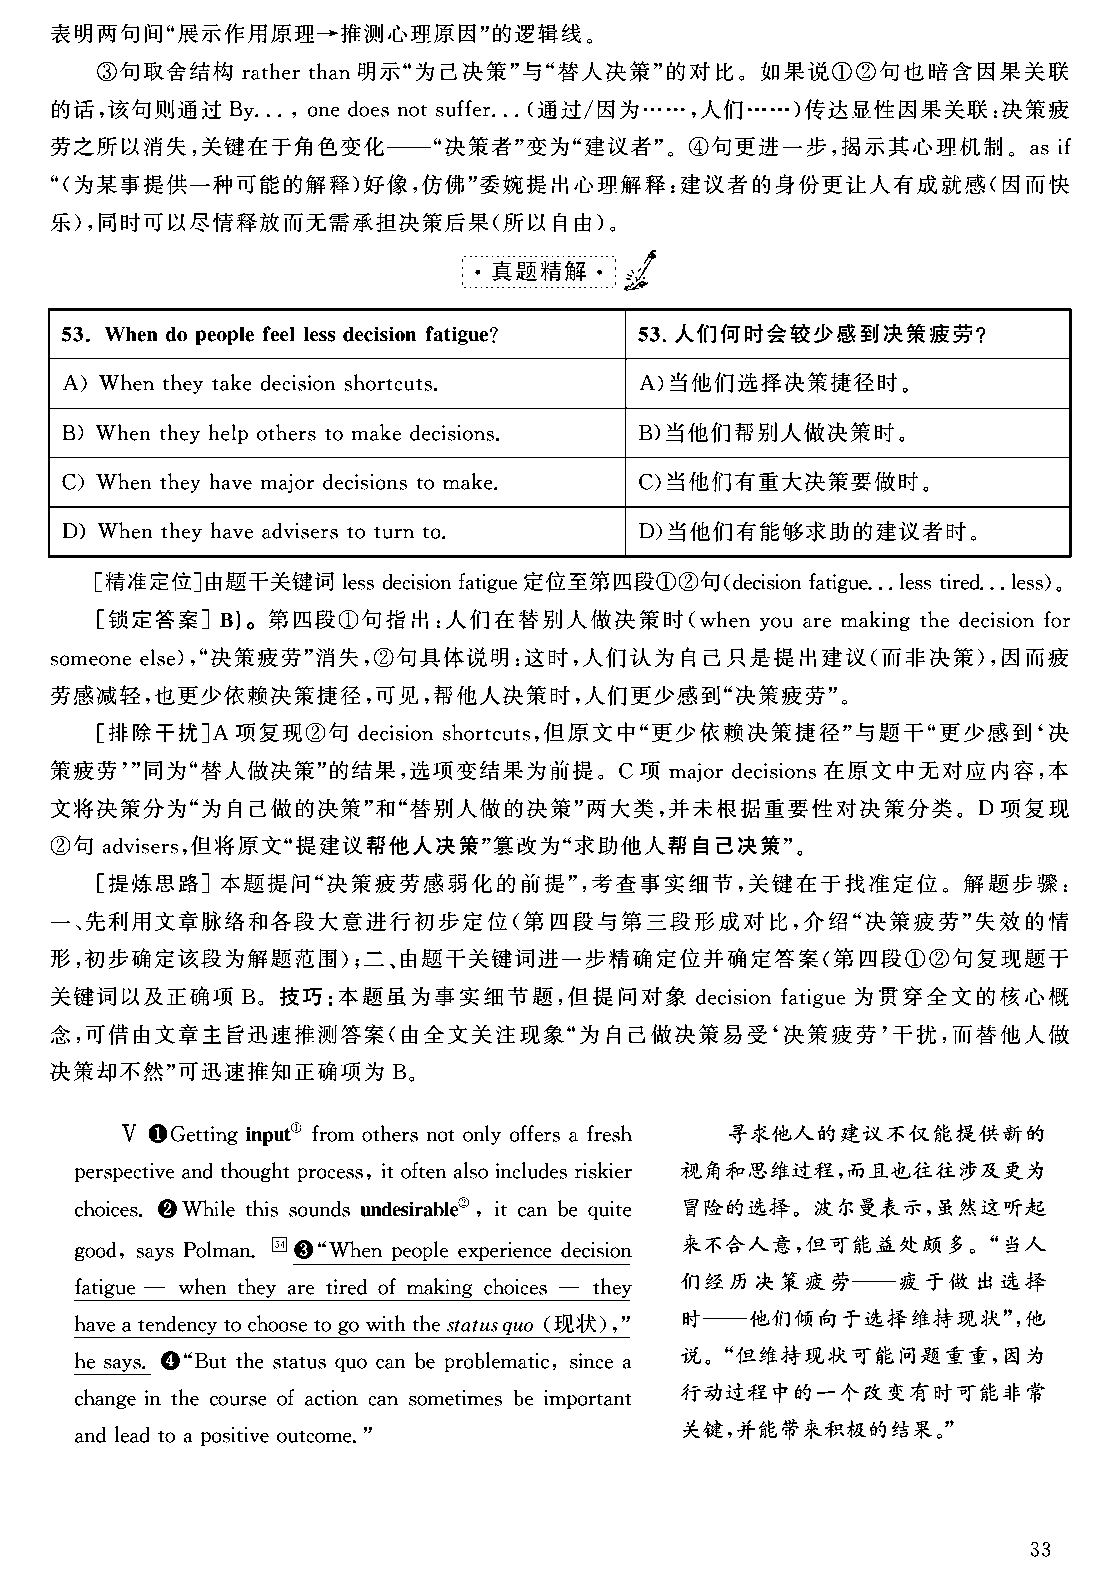 表明两句间“展示作用原理→推测心理原因”的逻辑线。
③句取舍结构 rather than 明示“为己决策”与“替人决策”的对比。如果说①②句也暗含因果关联
的话,该句则通过 By..., one does not suffer...(通过/因为……,人们……)传达显性因果关联:决策疲
劳之所以消失,关键在于角色变化——“决策者”变为“建议者”。④句更进一步,揭示其心理机制。as if
“(为某事提供一种可能的解释)好像,仿佛”委婉提出心理解释:建议者的身份更让人有成就感(因而快
乐),同时可以尽情释放而无需承担决策后果(所以自由)。
·真题精解·
53. When do people feel less decision fatigue?
53. 人们何时会较少感到决策疲劳?
A) When they take decision shortcuts.
A)当他们选择决策捷径时。
B) When they help others to make decisions.
B)当他们帮别人做决策时。
C) When they have major decisions to make.
C)当他们有重大决策要做时。
D) When they have advisers to turn to.
D)当他们有能够求助的建议者时。
[精准定位]由题干关键词 less decision fatigue 定位至第四段①②句(decision fatigue...less tired...less)。
[锁定答案] B)。第四段①句指出:人们在替别人做决策时(when you are making the decision for
someone else),“决策疲劳”消失,②句具体说明:这时,人们认为自己只是提出建议(而非决策),因而疲
劳感减轻,也更少依赖决策捷径,可见,帮他人决策时,人们更少感到“决策疲劳”。
[排除干扰]A 项复现②句 decision shortcuts,但原文中“更少依赖决策捷径”与题干“更少感到‘决
策疲劳’”同为“替人做决策”的结果,选项变结果为前提。C 项 major decisions 在原文中无对应内容,本
文将决策分为“为自己做的决策”和“替别人做的决策”两大类,并未根据重要性对决策分类。D 项复现
②句 advisers,但将原文“提建议帮他人决策”篡改为“求助他人帮自己决策”。
[提炼思路] 本题提问“决策疲劳感弱化的前提”,考查事实细节,关键在于找准定位。解题步骤:
一、先利用文章脉络和各段大意进行初步定位(第四段与第三段形成对比,介绍“决策疲劳”失效的情
形,初步确定该段为解题范围);二、由题干关键词进一步精确定位并确定答案(第四段①②句复现题干
关键词以及正确项 B。技巧:本题虽为事实细节题,但提问对象 decision fatigue 为贯穿全文的核心概
念,可借由文章主旨迅速推测答案(由全文关注现象“为自己做决策易受‘决策疲劳’干扰,而替他人做
决策却不然”可迅速推知正确项为 B。
V ❶Getting input① from others not only offers a fresh
perspective and thought process, it often also includes riskier
choices. ❷While this sounds undesirable②, it can be quite
good, says Polman. 54 ❸“When people experience decision
fatigue — when they are tired of making choices — they
have a tendency to choose to go with the status quo (现状),”
he says. ❹“But the status quo can be problematic, since a
change in the course of action can sometimes be important
and lead to a positive outcome.”
寻求他人的建议不仅能提供新的
视角和思维过程,而且也往往涉及更为
冒险的选择。波尔曼表示,虽然这听起
来不合人意,但可能益处颇多。“当人
们经历决策疲劳——疲于做出选择
时——他们倾向于选择维持现状”,他
说。“但维持现状可能问题重重,因为
行动过程中的一个改变有时可能非常
关键,并能带来积极的结果。”
33